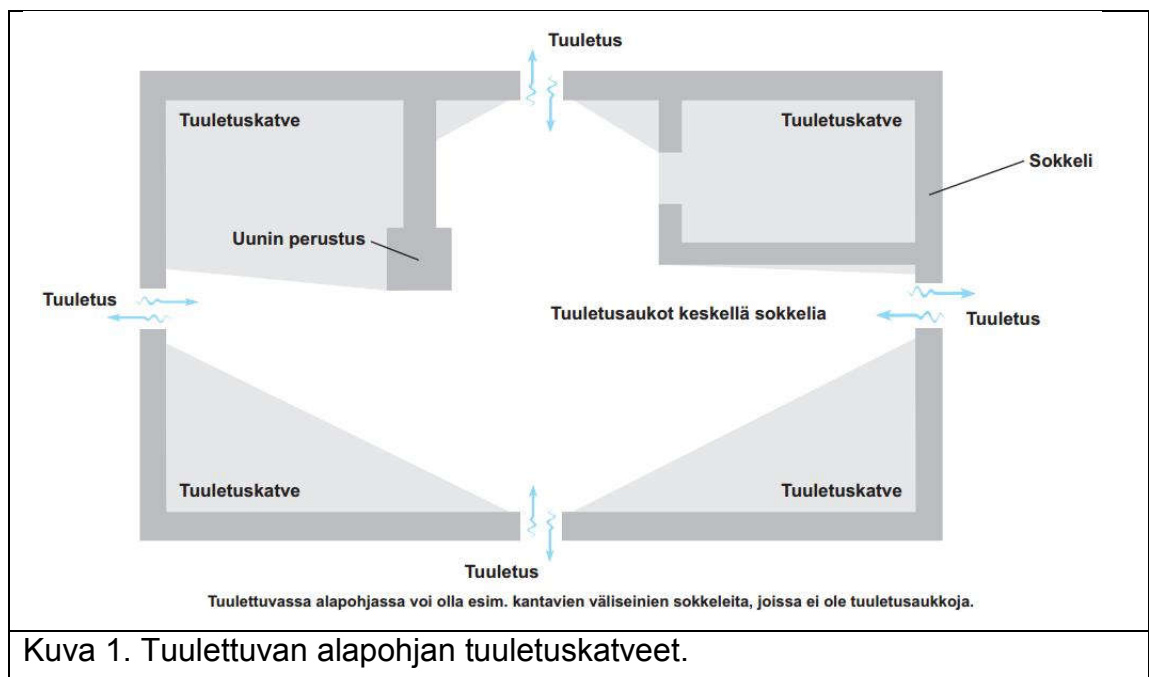 Tuuletus
Tuuletuskatve
Tuuletuskatve
Sokkeli
Uunin perustus
Tuuletus
Tuuletusaukot keskellä sokkelia
Tuuletus
Tuuletuskatve
Tuuletuskatve
Tuuletus
Tuulettuvassa alapohjassa voi olla esim. kantavien väliseinien sokkeleita, joissa ei ole tuuletusaukkoja.
Kuva 1. Tuulettuvan alapohjan tuuletuskatveet.